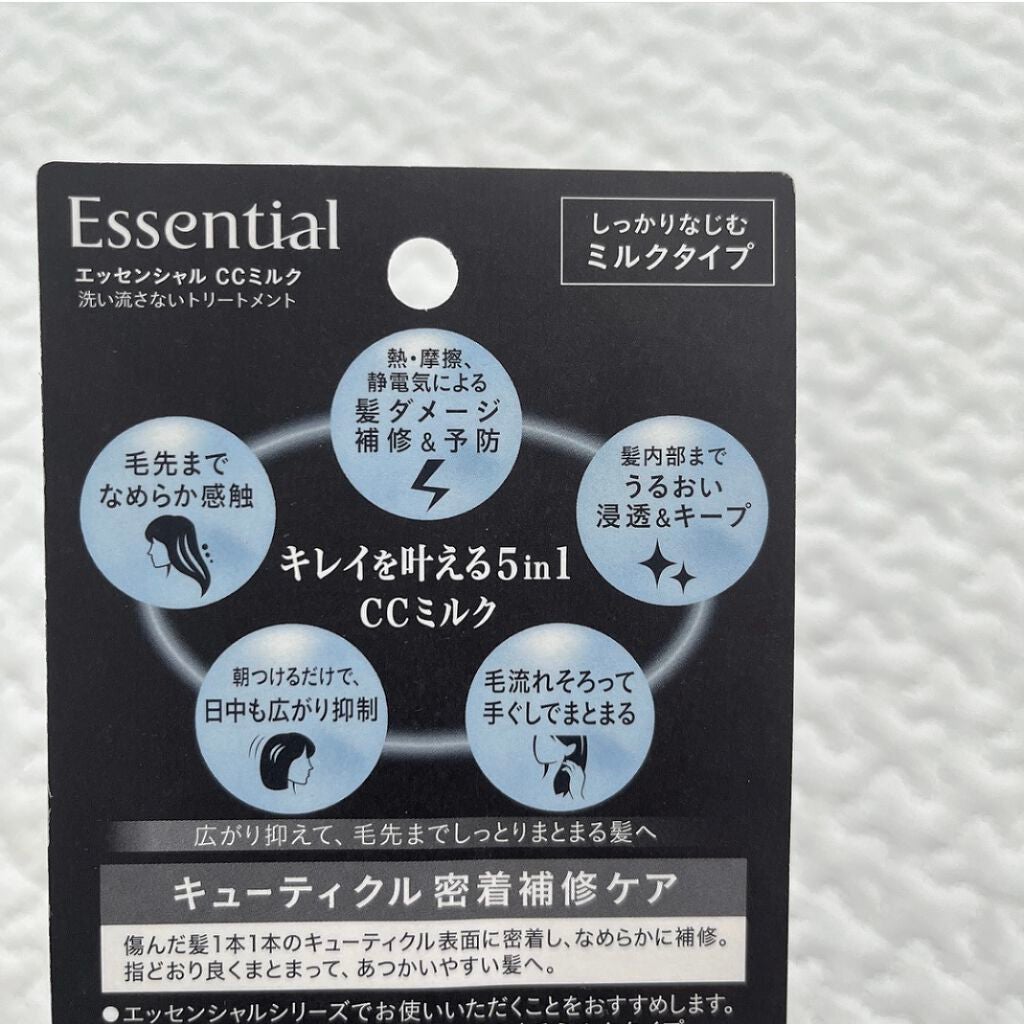 Essential
エッセンシャル CCミルク
洗い流さないトリートメント
しっかりなじむ
ミルクタイプ
熱・摩擦、
静電気による
髪ダメージ
補修&予防
毛先まで
なめらか感触
髪内部まで
うるおい
浸透&キープ
キレイを叶える5in1
CCミルク
朝つけるだけで、
日中も広がり抑制
毛流れそろって
手ぐしでまとまる
広がり抑えて、毛先までしっとりまとまる髪へ
キューティクル 密着補修ケア
傷んだ髪1本1本のキューティクル表面に密着し、なめらかに補修。
指どおり良くまとまって、あつかいやすい髪へ。
●エッセンシャルシリーズでお使いいただくことをおすすめします。